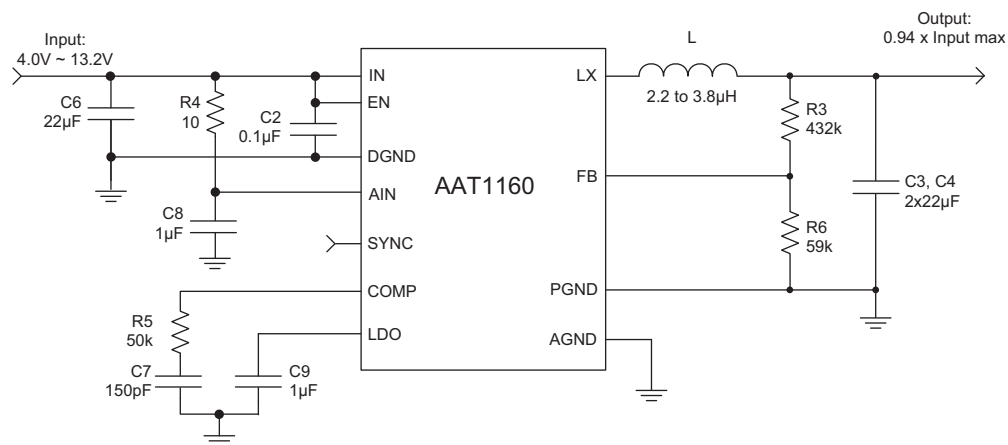 Input:
4.0V ~ 13.2V
Output:
0.94 x Input max
C6
22µF
R4
10
C2
0.1µF
C8
1µF
R5
50k
C7
150pF
C9
1µF
IN
EN
DGND
AIN
SYNC
COMP
LDO
AAT1160
LX
FB
PGND
AGND
L
2.2 to 3.8µH
R3
432k
R6
59k
C3, C4
2x22µF